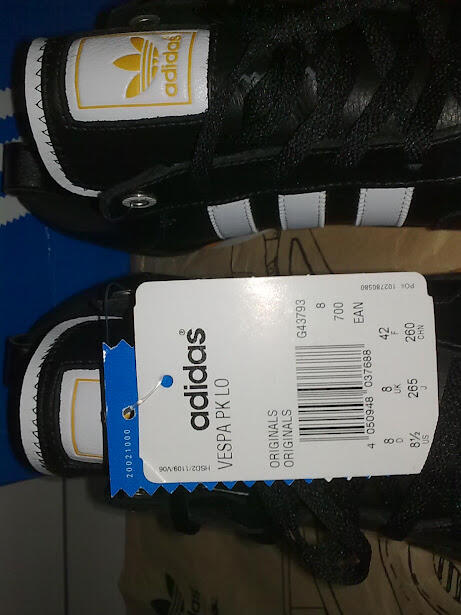 adidas
adidas®
VESPA PK LO
ORIGINALS
ORIGINALS
G43793
8
700
EAN
4 050948 037688
8 8 42
D UK F
8½ 265 260
US J CHN
PO# 102780580
HSD2/1109/V06
20021000